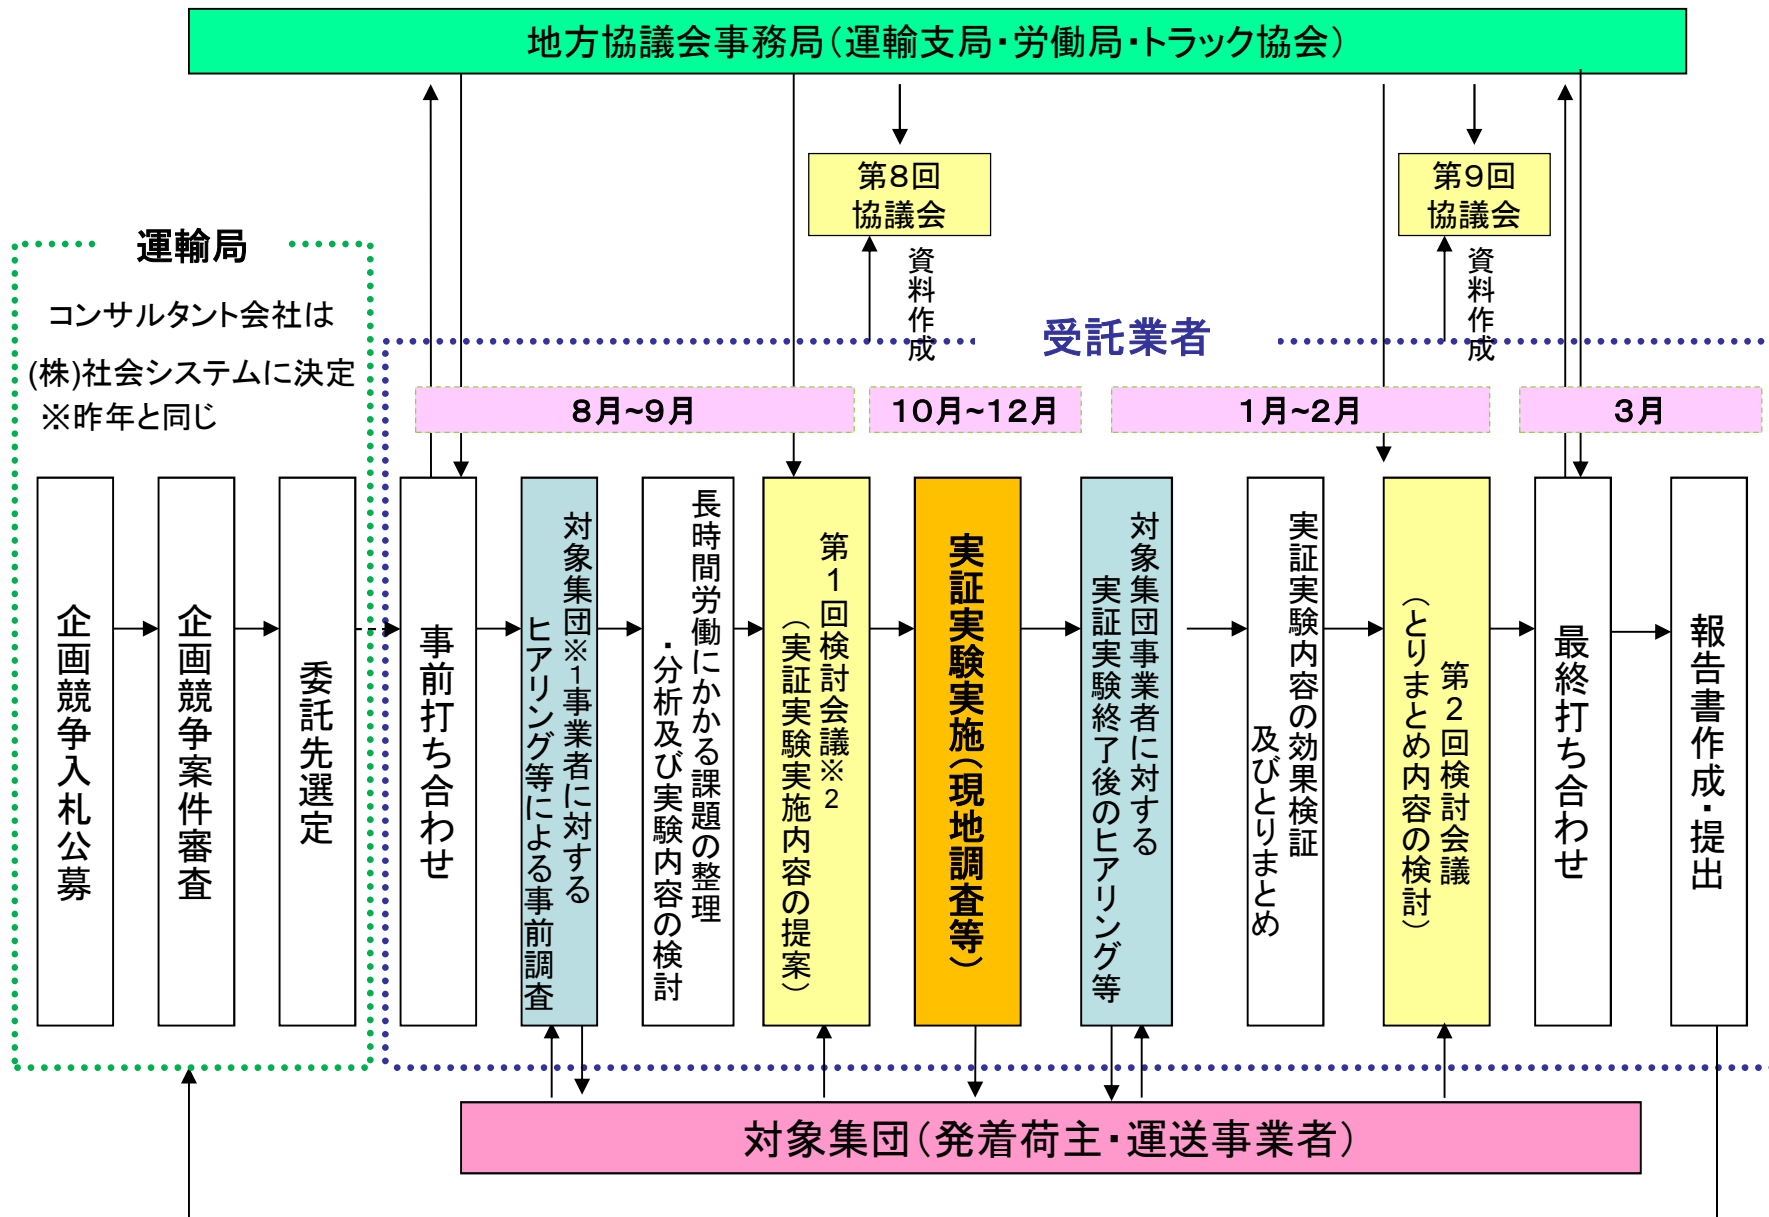 地方協議会事務局（運輸支局・労働局・トラック協会）
第８回
協議会
第９回
協議会
資料作成
資料作成
運輸局
コンサルタント会社は
(株)社会システムに決定
※昨年と同じ
受託業者
８月~９月
１０月~１２月
１月~２月
３月
企画競争入札公募
企画競争案件審査
委託先選定
事前打ち合わせ
対象集団※1事業者に対する
ヒアリング等による事前調査
長時間労働にかかる課題の整理
・分析及び実験内容の検討
第１回検討会議※２
（実証実験実施内容の提案）
実証実験実施（現地調査等）
対象集団事業者に対する
実証実験終了後のヒアリング等
実証実験内容の効果検証
及びとりまとめ
第２回検討会議
（とりまとめ内容の検討）
最終打ち合わせ
報告書作成・提出
対象集団（発着荷主・運送事業者）